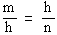 m/h = h/n